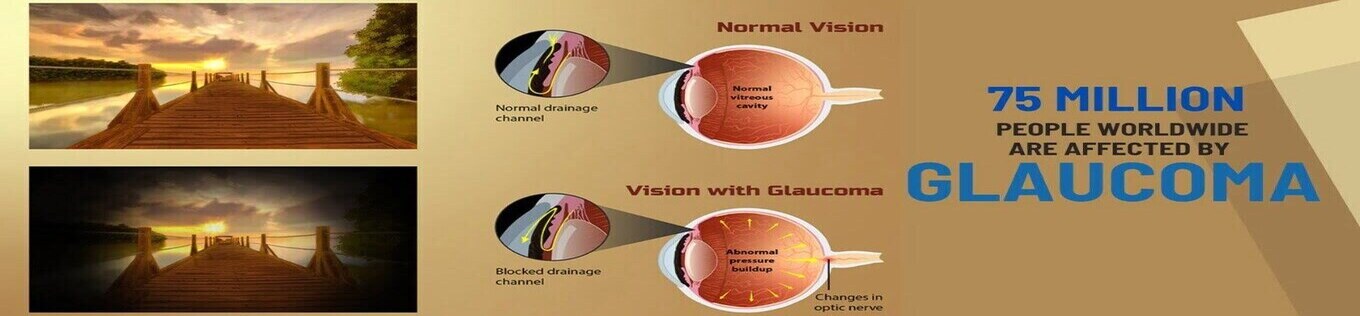 Normal Vision
Normal drainage
channel
Normal
vitreous
cavity
Vision with Glaucoma
Blocked drainage
channel
Abnormal
pressure
buildup
Changes in
optic nerve
75 MILLION
PEOPLE WORLDWIDE
ARE AFFECTED BY
GLAUCOMA